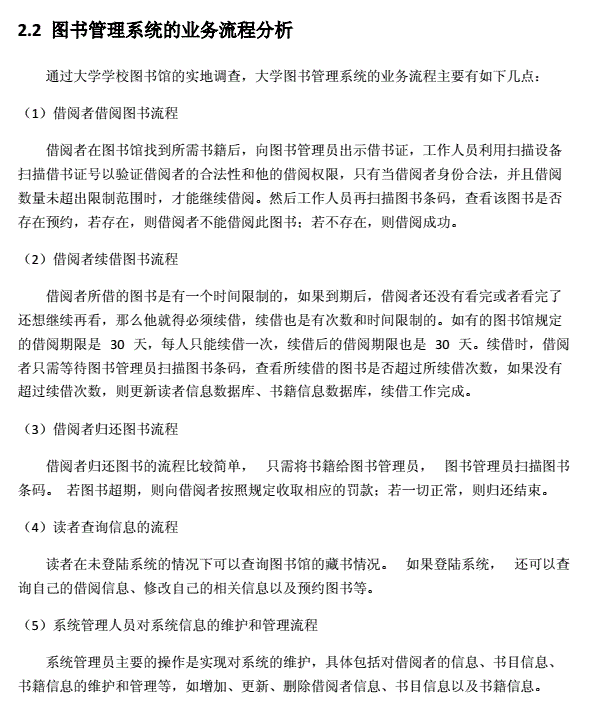 2.2 图书管理系统的业务流程分析
通过大学学校图书馆的实地调查，大学图书管理系统的业务流程主要有如下几点：
（1）借阅者借阅图书流程
借阅者在图书馆找到所需书籍后，向图书管理员出示借书证，工作人员利用扫描设备
扫描借书证号以验证借阅者的合法性和他的借阅权限，只有当借阅者身份合法，并且借阅
数量未超出限制范围时，才能继续借阅。然后工作人员再扫描图书条码，查看该图书是否
存在预约，若存在，则借阅者不能借阅此图书；若不存在，则借阅成功。
（2）借阅者续借图书流程
借阅者所借的图书是有一个时间限制的，如果到期后，借阅者还没有看完或者看完了
还想继续再看，那么他就得必须续借，续借也是有次数和时间限制的。如有的图书馆规定
的借阅期限是 30 天，每人只能续借一次，续借后的借阅期限也是 30 天。续借时，借阅
者只需等待图书管理员扫描图书条码，查看所续借的图书是否超过所续借次数，如果没有
超过续借次数，则更新读者信息数据库、书籍信息数据库，续借工作完成。
（3）借阅者归还图书流程
借阅者归还图书的流程比较简单， 只需将书籍给图书管理员， 图书管理员扫描图书
条码。 若图书超期，则向借阅者按照规定收取相应的罚款；若一切正常，则归还结束。
（4）读者查询信息的流程
读者在未登陆系统的情况下可以查询图书馆的藏书情况。 如果登陆系统， 还可以查
询自己的借阅信息、修改自己的相关信息以及预约图书等。
（5）系统管理人员对系统信息的维护和管理流程
系统管理员主要的操作是实现对系统的维护，具体包括对借阅者的信息、书目信息、
书籍信息的维护和管理等，如增加、更新、删除借阅者信息、书目信息以及书籍信息。